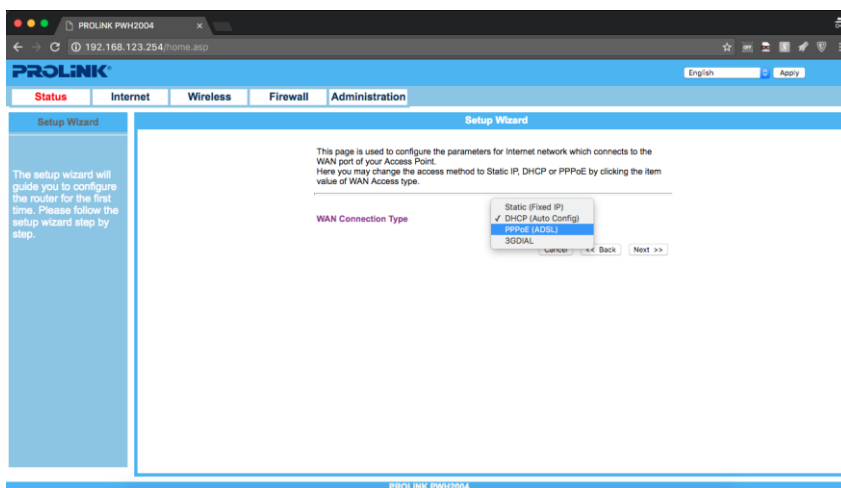 PROLiNK PWH2004
192.168.123.254/home.asp
PROLiNK®
English
Apply
Status
Internet
Wireless
Firewall
Administration
Setup Wizard
The setup wizard will
guide you to configure
the router for the first
time. Please follow the
setup wizard step by
step.
Setup Wizard
This page is used to configure the parameters for Internet network which connects to the
WAN port of your Access Point.
Here you may change the access method to Static IP, DHCP or PPPoE by clicking the item
value of WAN Access type.
WAN Connection Type
Static (Fixed IP)
✓ DHCP (Auto Config)
PPPoE (ADSL)
3GDIAL
Cancel
<< Back
Next >>
PROLiNK PWH2004